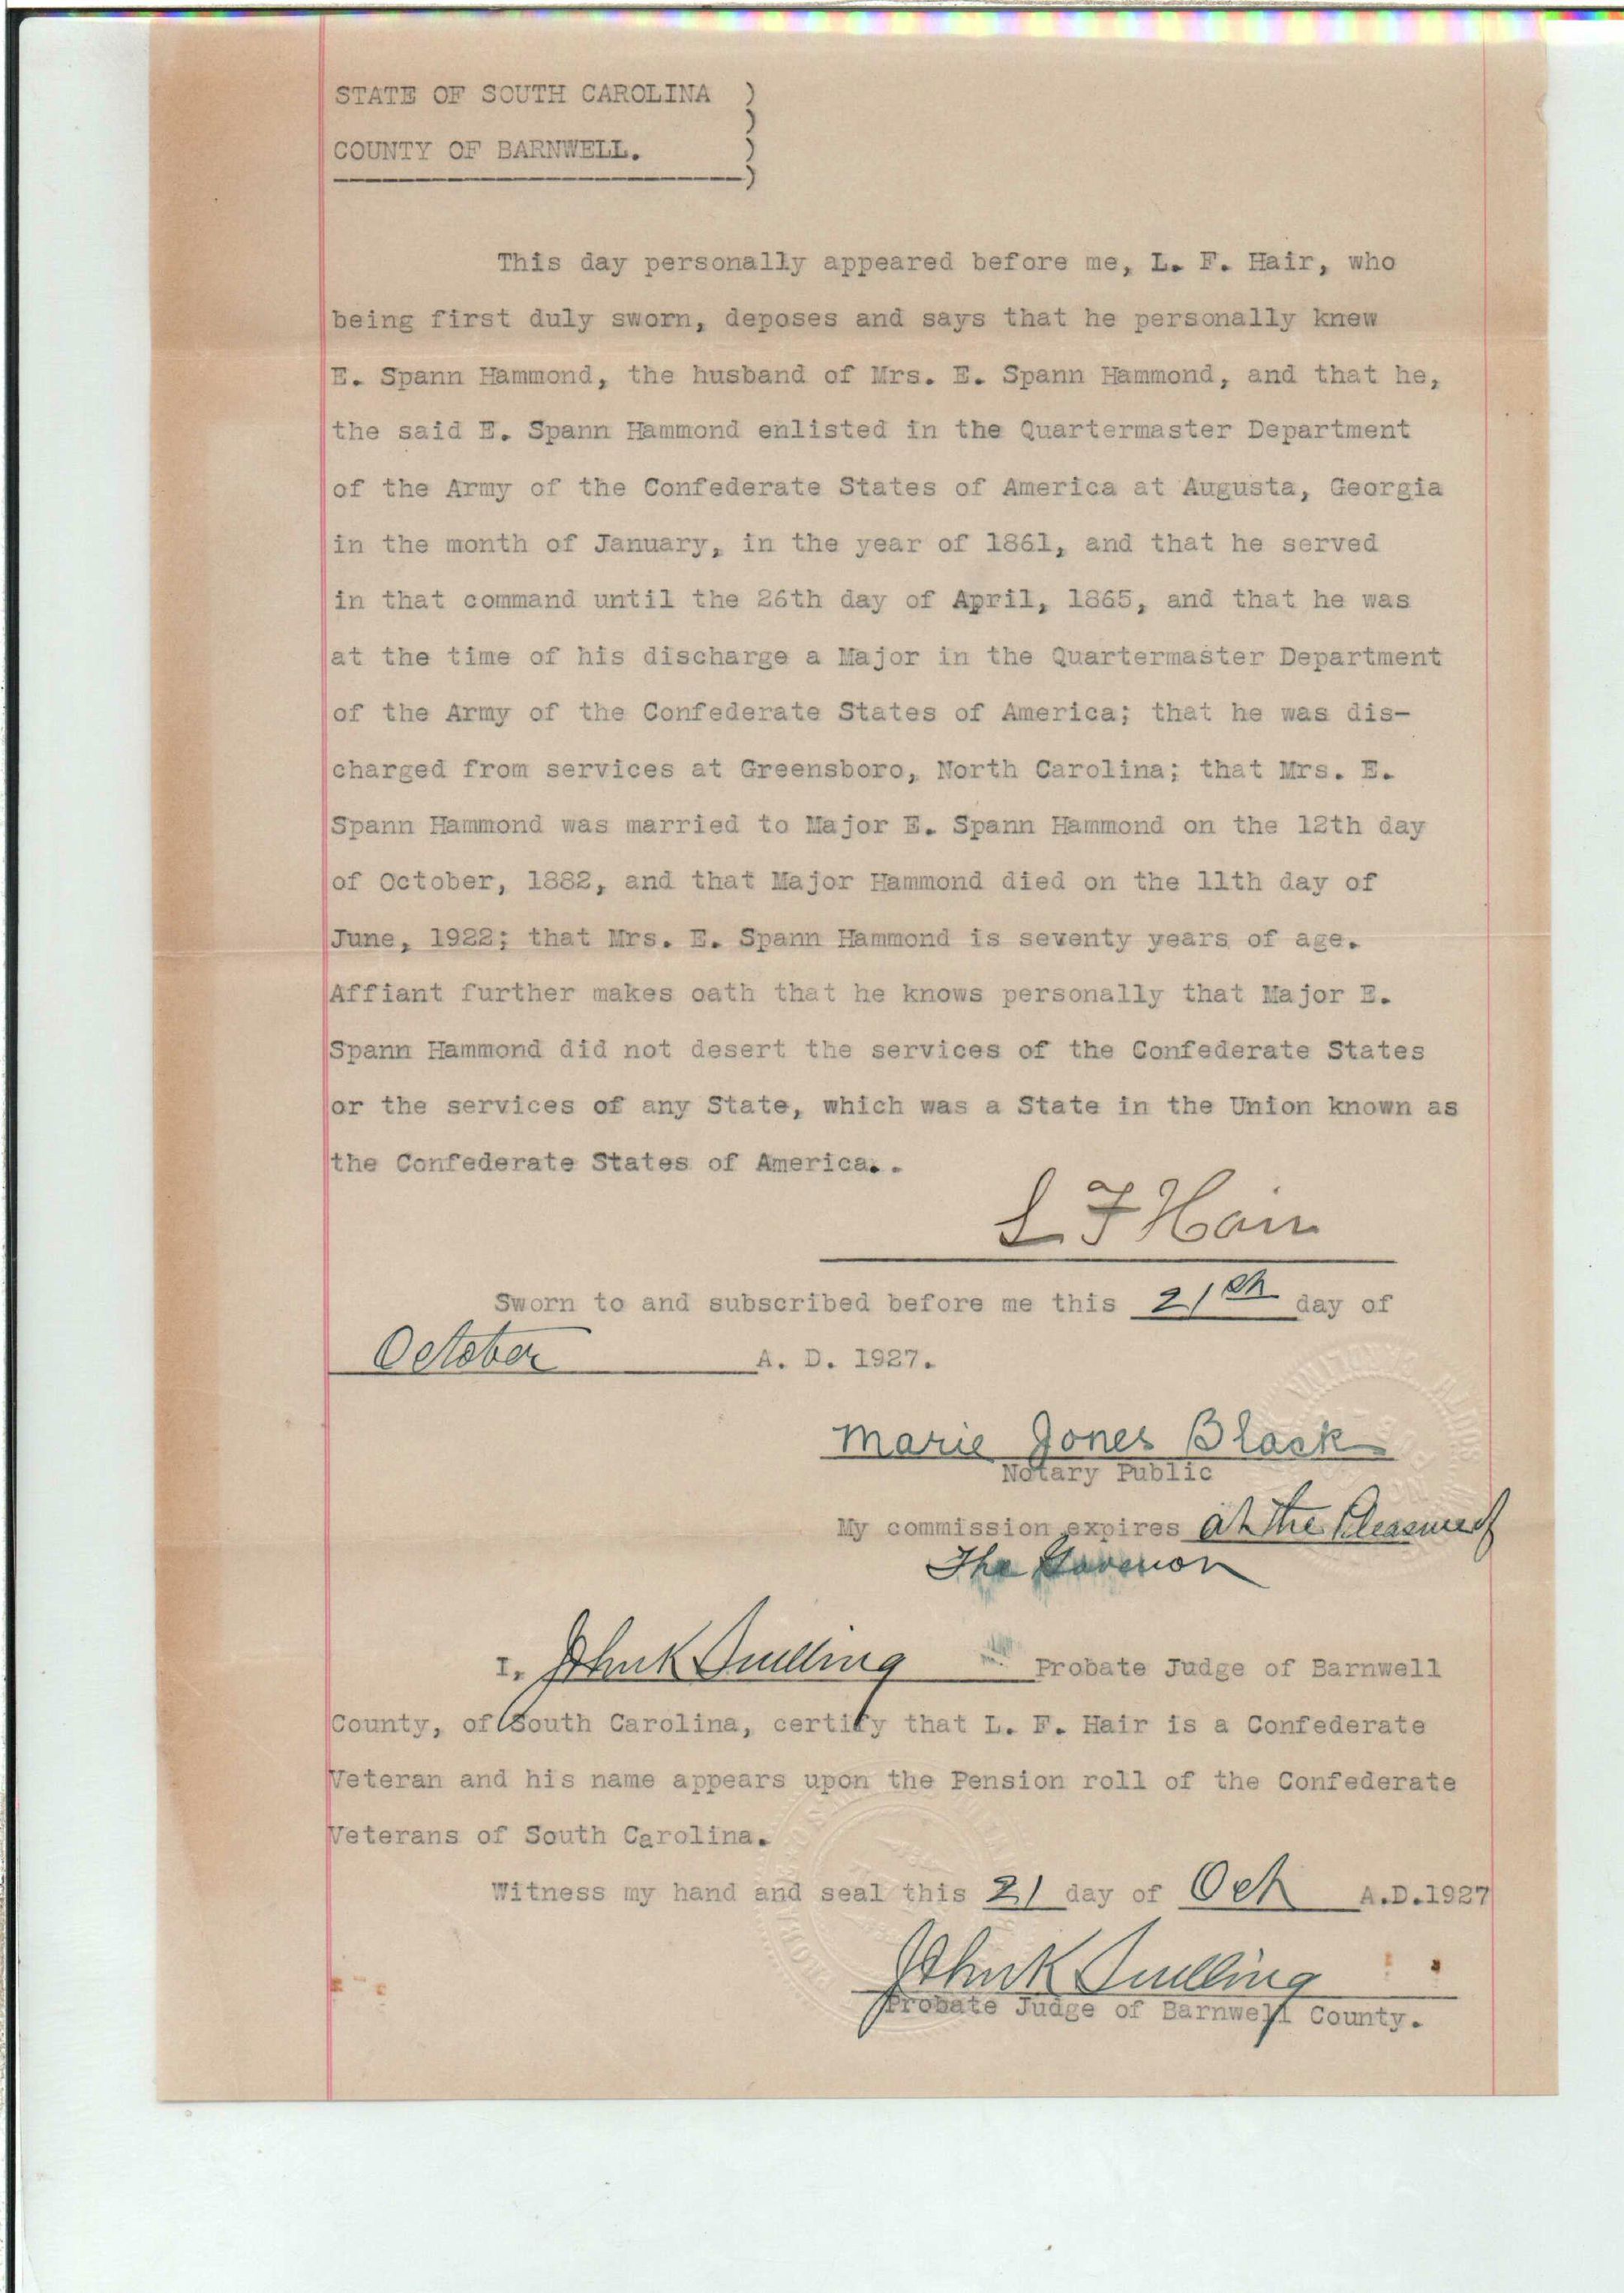 STATE OF SOUTH CAROLINA )
COUNTY OF BARNWELL. )
This day personally appeared before me, L. F. Hair, who
being first duly sworn, deposes and says that he personally knew
E. Spann Hammond, the husband of Mrs. E. Spann Hammond, and that he,
the said E. Spann Hammond enlisted in the Quartermaster Department
of the Army of the Confederate States of America at Augusta, Georgia
in the month of January, in the year of 1861, and that he served
in that command until the 26th day of April, 1865, and that he was
at the time of his discharge a Major in the Quartermaster Department
of the Army of the Confederate States of America; that he was dis-
charged from services at Greensboro, North Carolina; that Mrs. E.
Spann Hammond was married to Major E. Spann Hammond on the 12th day
of October, 1882, and that Major Hammond died on the 11th day of
June, 1922; that Mrs. E. Spann Hammond is seventy years of age.
Affiant further makes oath that he knows personally that Major E.
Spann Hammond did not desert the services of the Confederate States
or the services of any State, which was a State in the Union known as
the Confederate States of America..
L F Hair
Sworn to and subscribed before me this 21th day of
October A. D. 1927.
Marie Jones Black
Notary Public
My commission expires at the Pleasure of
The Governor
I, John K Snelling Probate Judge of Barnwell
County, of South Carolina, certify that L. F. Hair is a Confederate
Veteran and his name appears upon the Pension roll of the Confederate
Veterans of South Carolina.
Witness my hand and seal this 21 day of Oct A.D.1927
John K Snelling
Probate Judge of Barnwell County.